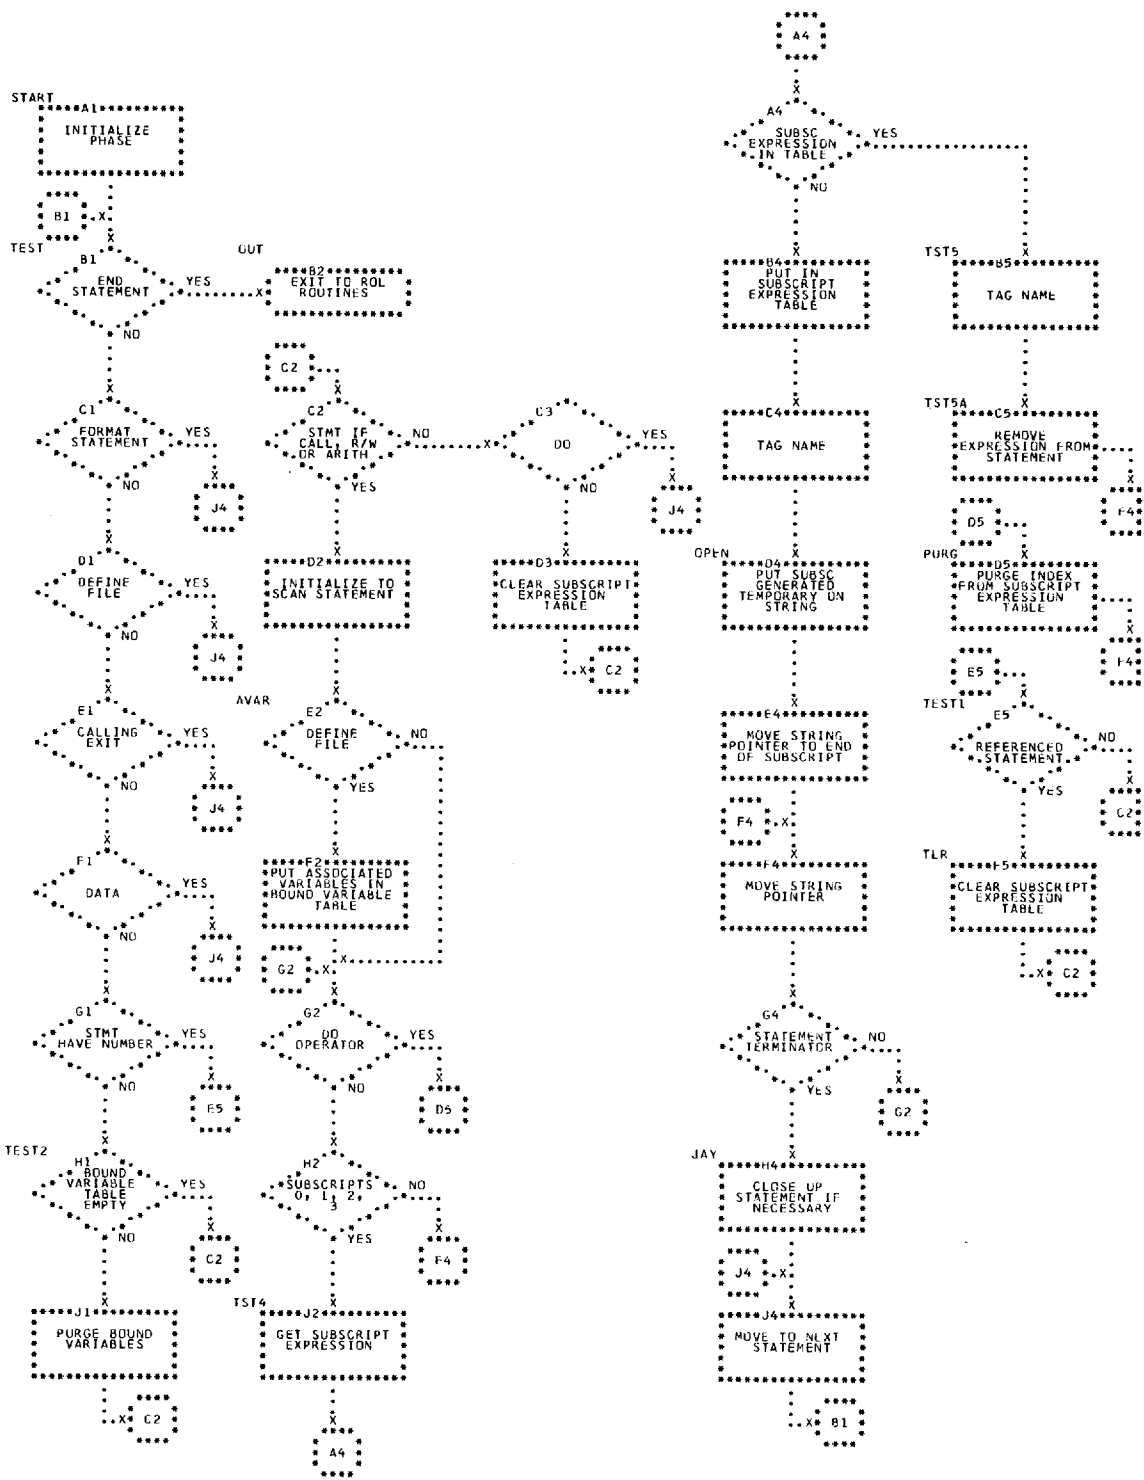 START
A1
INITIALIZE
PHASE
B1
TEST
B1
END
STATEMENT
YES
NO
OUT
B2
EXIT TO ROL
ROUTINES
C1
FORMAT
STATEMENT
YES
NO
J4
D1
DEFINE
FILE
YES
NO
J4
E1
CALLING
EXIT
YES
NO
J4
F1
DATA
YES
NO
J4
G1
STMT
HAVE NUMBER
YES
NO
E5
TEST2
H1
BOUND
VARIABLE
TABLE
EMPTY
YES
NO
C2
J1
PURGE BOUND
VARIABLES
C2
C2
C2
STMT IF
CALL, R/W
OR ARITH
NO
YES
C3
DO
YES
NO
J4
D3
CLEAR SUBSCRIPT
EXPRESSION
TABLE
C2
D2
INITIALIZE TO
SCAN STATEMENT
AVAR
E2
DEFINE
FILE
NO
YES
F2
PUT ASSOCIATED
VARIABLES IN
BOUND VARIABLE
TABLE
G2
G2
DO
OPERATOR
YES
NO
D5
H2
SUBSCRIPTS
0, 1, 2,
3
NO
YES
F4
TST4
J2
GET SUBSCRIPT
EXPRESSION
A4
A4
A4
SUBSC
EXPRESSION
IN TABLE
YES
NO
B4
PUT IN
SUBSCRIPT
EXPRESSION
TABLE
C4
TAG NAME
OPEN
D4
PUT SUBSC
GENERATED
TEMPORARY ON
STRING
E4
MOVE STRING
POINTER TO END
OF SUBSCRIPT
F4
F4
MOVE STRING
POINTER
G4
STATEMENT
TERMINATOR
NO
YES
G2
JAY
H4
CLOSE UP
STATEMENT IF
NECESSARY
J4
J4
MOVE TO NEXT
STATEMENT
B1
TST5
B5
TAG NAME
TST5A
C5
REMOVE
EXPRESSION FROM
STATEMENT
F4
D5
PURG
D5
PURGE INDEX
FROM SUBSCRIPT
EXPRESSION
TABLE
F4
E5
TEST1
E5
REFERENCED
STATEMENT
NO
YES
C2
TLR
F5
CLEAR SUBSCRIPT
EXPRESSION
TABLE
C2